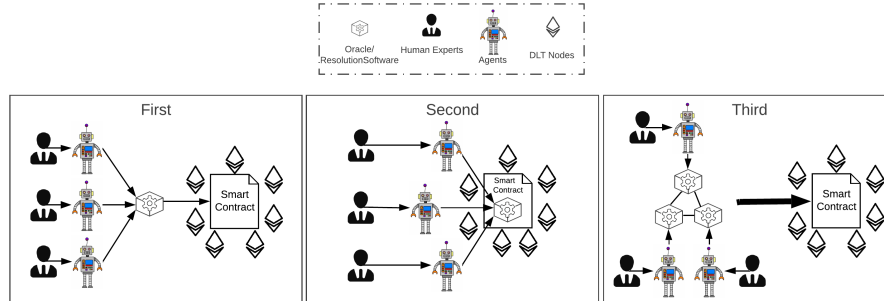 Oracle/
ResolutionSoftware
Human Experts
Agents
DLT Nodes
First
Second
Third
Smart
Contract
Smart
Contract
Smart
Contract